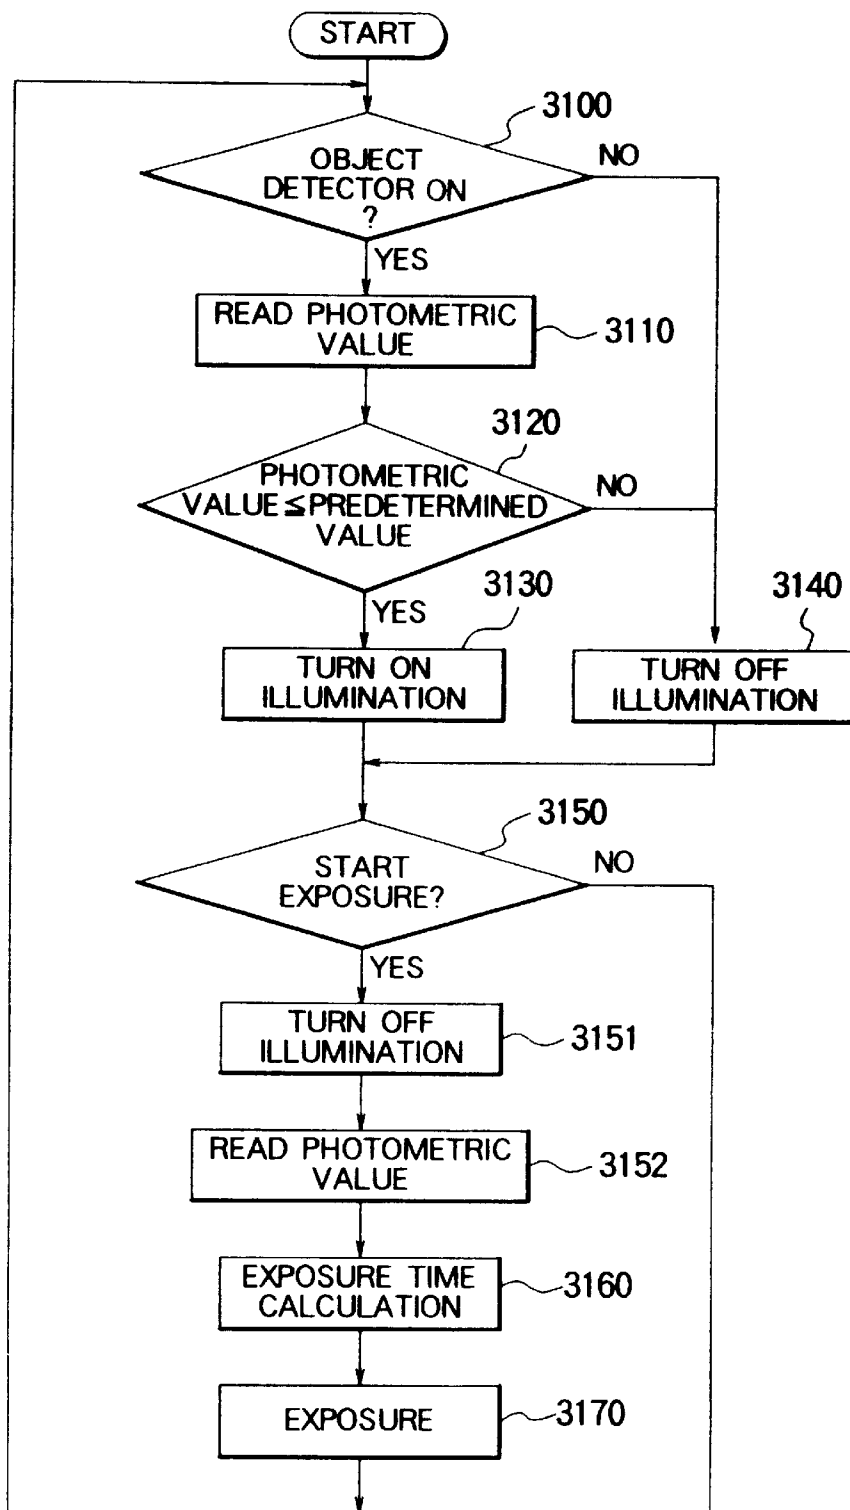 START
3100
OBJECT
DETECTOR ON
?
NO
YES
READ PHOTOMETRIC
VALUE
3110
3120
PHOTOMETRIC
VALUE≦PREDETERMINED
VALUE
NO
YES
3130
3140
TURN ON
ILLUMINATION
TURN OFF
ILLUMINATION
3150
START
EXPOSURE?
NO
YES
TURN OFF
ILLUMINATION
3151
READ PHOTOMETRIC
VALUE
3152
EXPOSURE TIME
CALCULATION
3160
EXPOSURE
3170